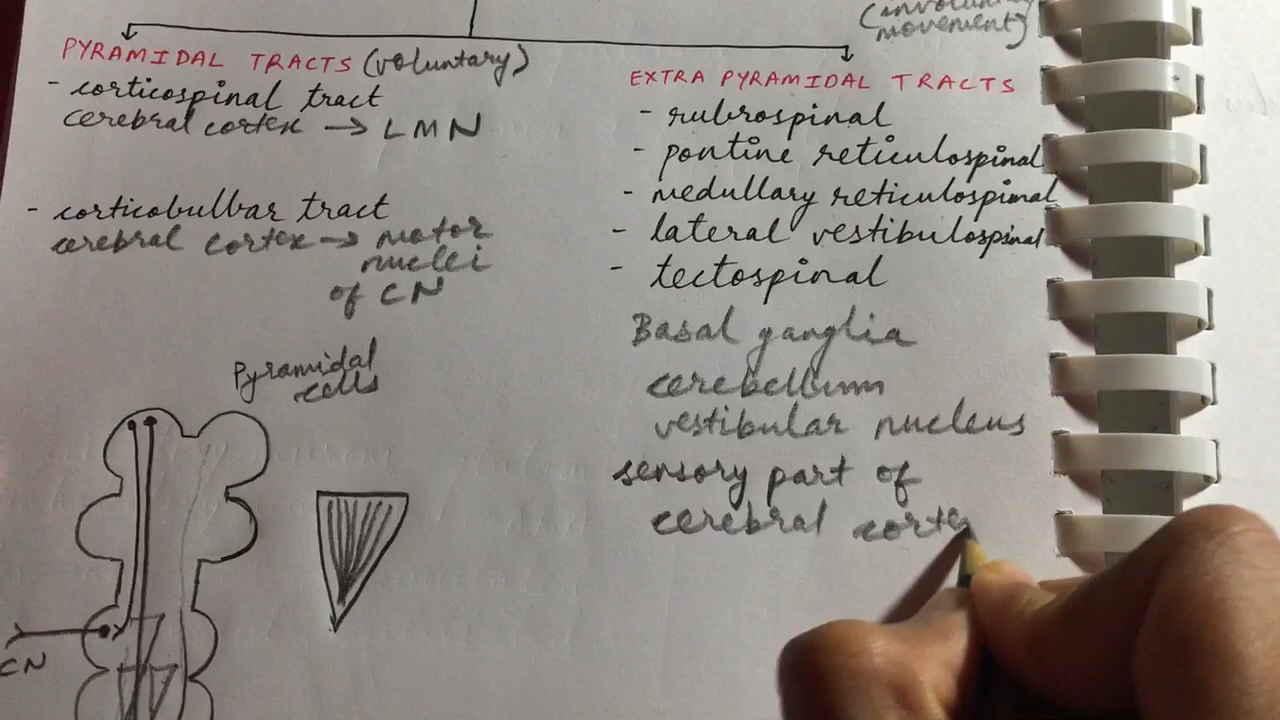 (involuntary
movement)
PYRAMIDAL TRACTS (voluntary)
- corticospinal tract
cerebral cortex → LMN
- corticobulbar tract
cerebral cortex → motor
nuclei
of CN
Pyramidal
cells
CN
EXTRA PYRAMIDAL TRACTS
- rubrospinal
- pontine reticulospinal
- medullary reticulospinal
- lateral vestibulospinal
- tectospinal
Basal ganglia
cerebellum
vestibular nucleus
sensory part of
cerebral corte